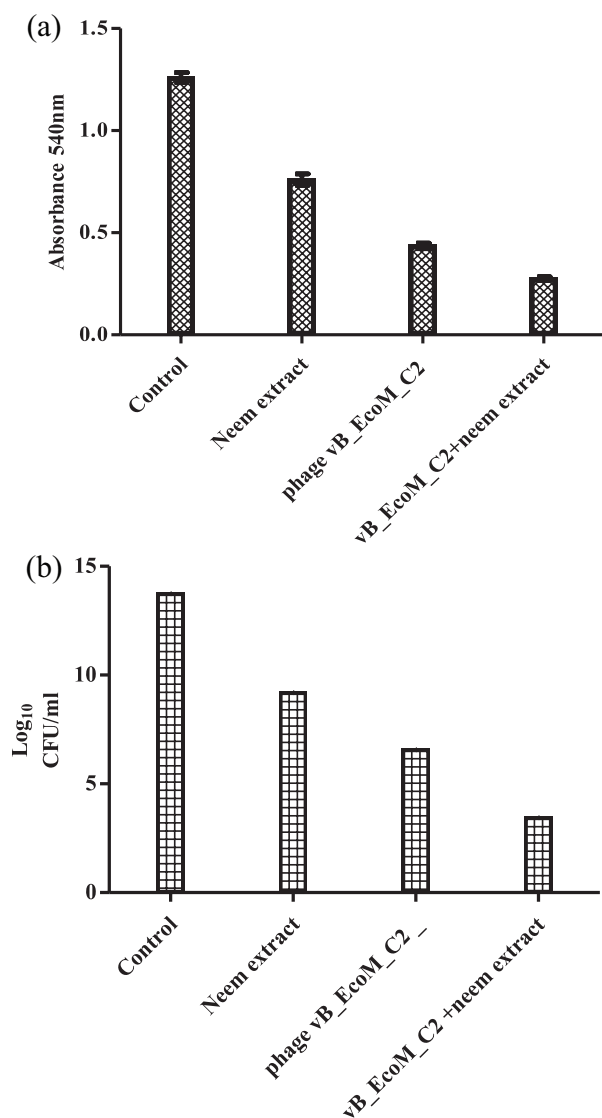 (a)
1.5
1.0
0.5
0.0
Absorbance 540nm
Control
Neem extract
phage vB_EcoM_C2
vB_EcoM_C2+neem extract
(b)
15
10
5
0
Log10
CFU/ml
Control
Neem extract
phage vB_EcoM_C2_
vB_EcoM_C2 +neem extract